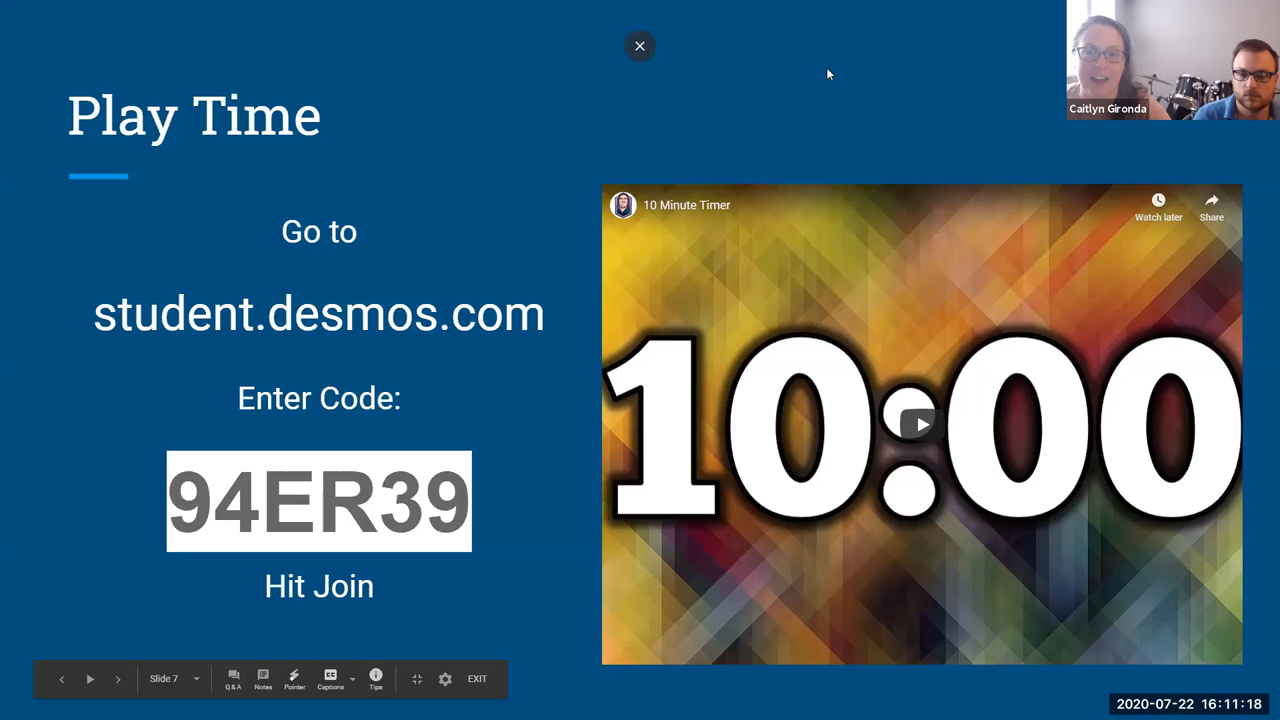 Play Time
Go to
student.desmos.com
Enter Code:
94ER39
Hit Join
Caitlyn Gironda
10 Minute Timer
Watch later
Share
10:00
Slide 7
Q & A
Notes
Pointer
Captions
Tips
EXIT
2020-07-22 16:11:18